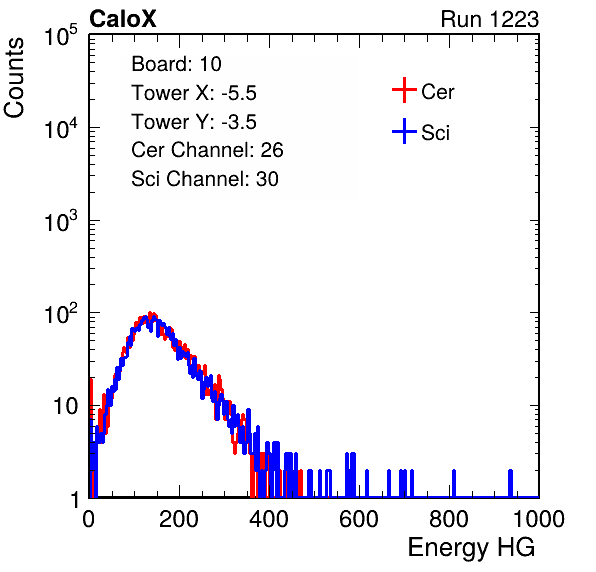 CaloX Run 1223
Counts
10^5
10^4
10^3
10^2
10
1
Board: 10
Tower X: -5.5
Tower Y: -3.5
Cer Channel: 26
Sci Channel: 30
Cer
Sci
0 200 400 600 800 1000
Energy HG